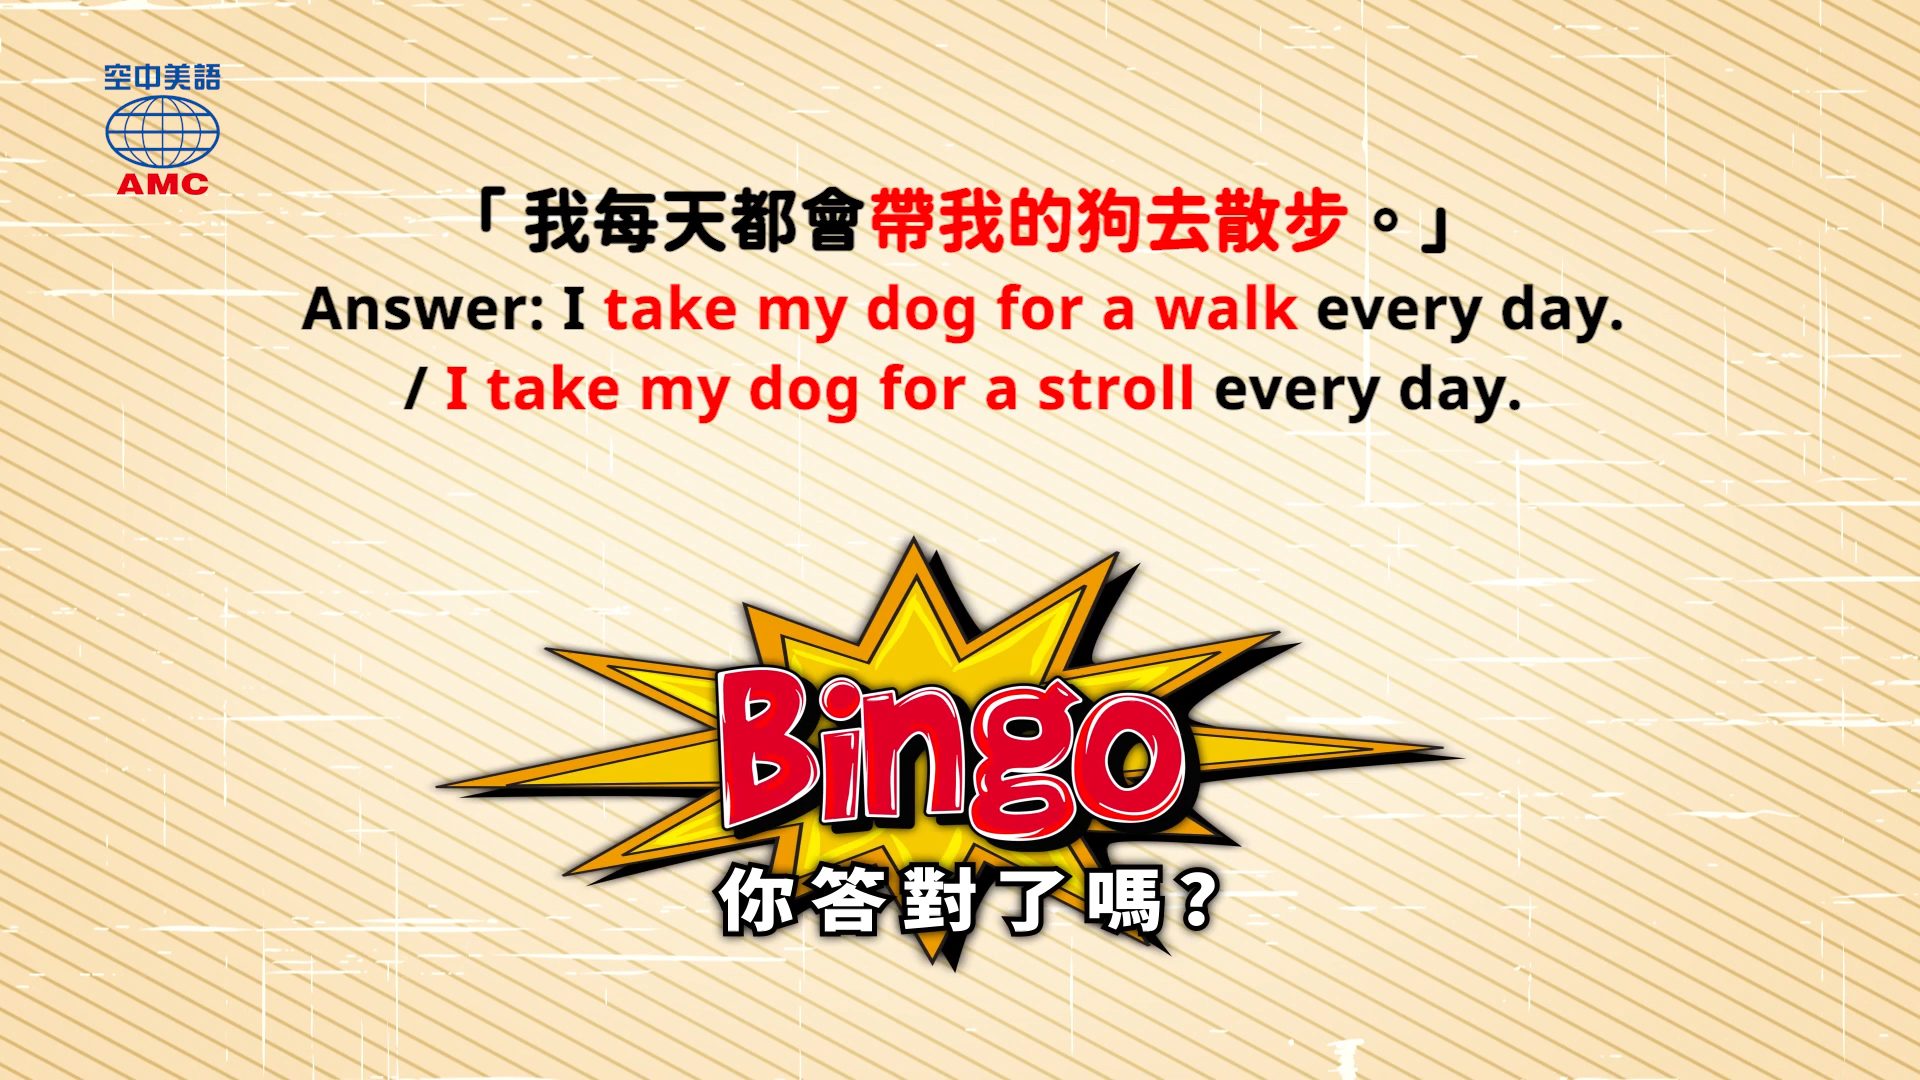 空中美語
AMC
「我每天都會帶我的狗去散步。」
Answer: I take my dog for a walk every day.
/ I take my dog for a stroll every day.
Bingo
你答對了嗎?